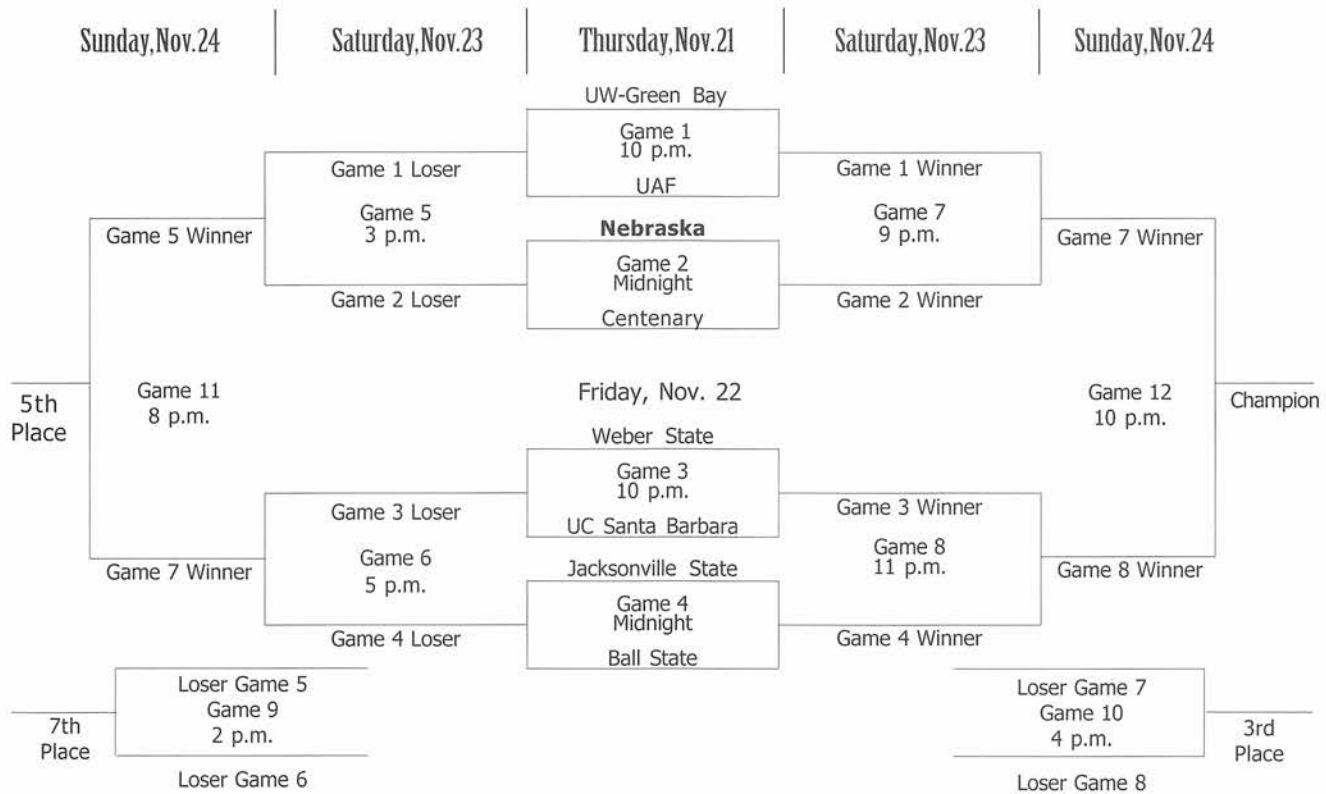 Sunday,Nov.24
Saturday,Nov.23
Thursday,Nov.21
Saturday,Nov.23
Sunday,Nov.24
UW-Green Bay
Game 1
10 p.m.
UAF
Game 1 Loser
Game 1 Winner
Game 5
3 p.m.
Game 7
9 p.m.
Nebraska
Game 5 Winner
Game 7 Winner
Game 2
Midnight
Centenary
Game 2 Loser
Game 2 Winner
Game 11
8 p.m.
5th
Place
Friday, Nov. 22
Game 12
10 p.m.
Champion
Weber State
Game 3
10 p.m.
UC Santa Barbara
Game 3 Loser
Game 3 Winner
Game 6
5 p.m.
Game 8
11 p.m.
Game 7 Winner
Jacksonville State
Game 8 Winner
Game 4
Midnight
Ball State
Game 4 Loser
Game 4 Winner
Loser Game 5
Game 9
2 p.m.
7th
Place
Loser Game 6
Loser Game 7
Game 10
4 p.m.
3rd
Place
Loser Game 8